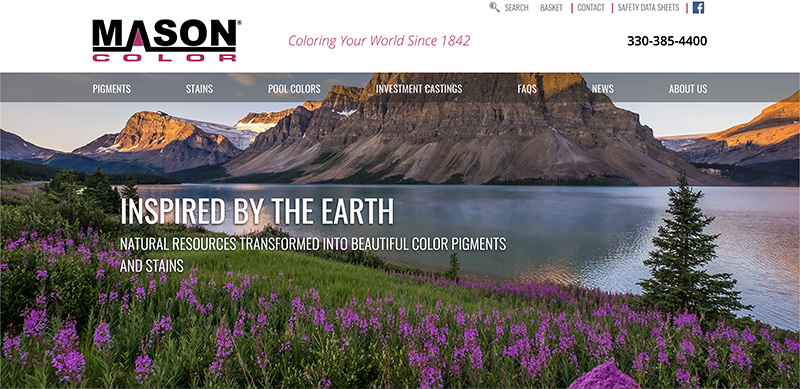 SEARCH BASKET CONTACT SAFETY DATA SHEETS f
MASON®
COLOR
Coloring Your World Since 1842
330-385-4400
PIGMENTS STAINS POOL COLORS INVESTMENT CASTINGS FAQS NEWS ABOUT US
INSPIRED BY THE EARTH
NATURAL RESOURCES TRANSFORMED INTO BEAUTIFUL COLOR PIGMENTS
AND STAINS